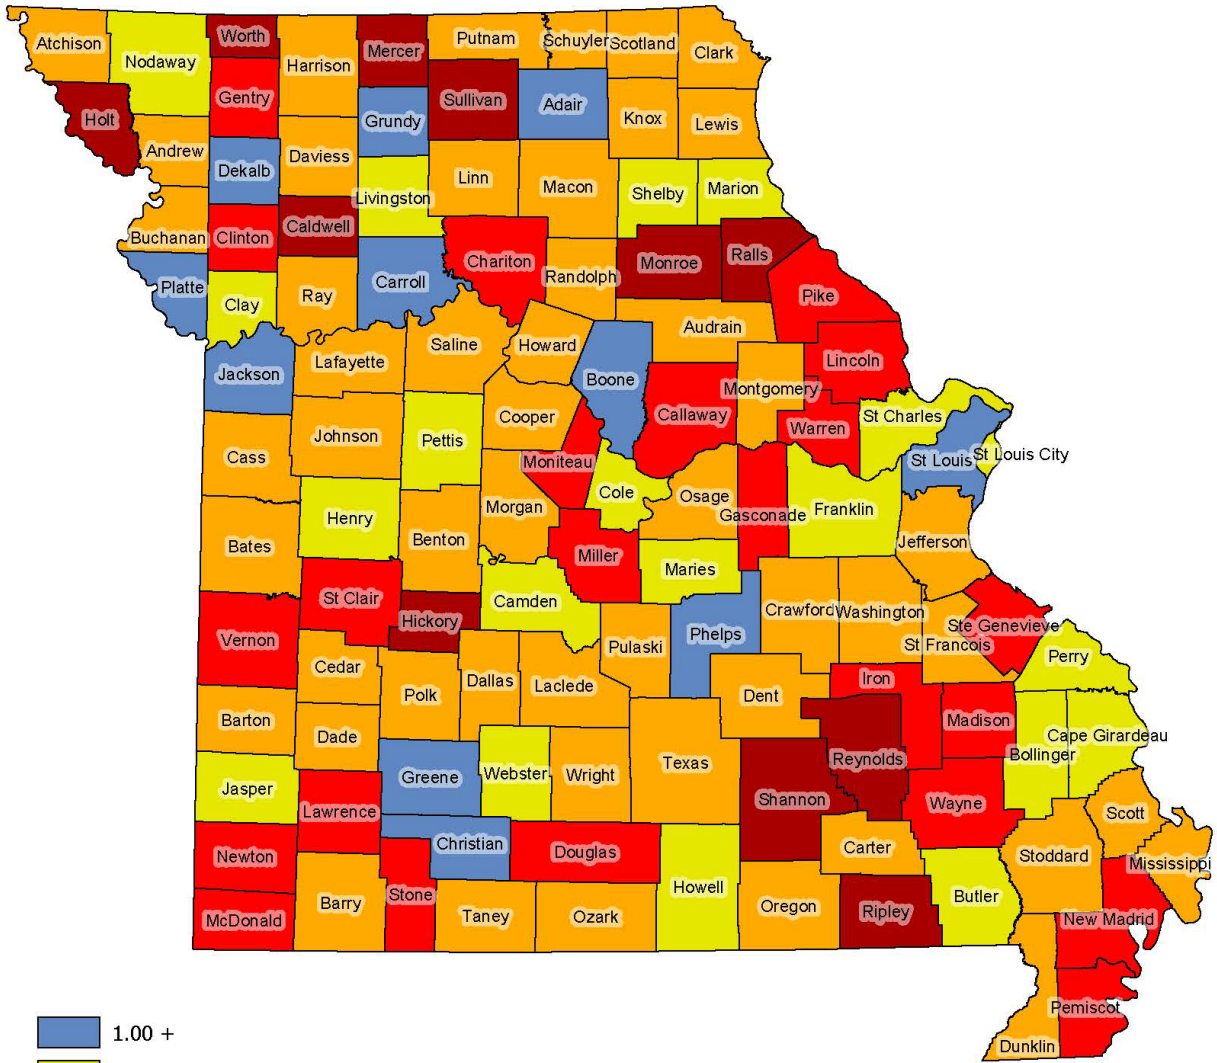 Atchison
Nodaway
Worth
Harrison
Mercer
Putnam
Schuyler
Scotland
Clark
Holt
Andrew
Gentry
Dekalb
Daviess
Grundy
Sullivan
Adair
Knox
Lewis
Linn
Macon
Shelby
Marion
Livingston
Buchanan
Clinton
Caldwell
Chariton
Randolph
Monroe
Ralls
Pike
Platte
Clay
Ray
Carroll
Audrain
Saline
Howard
Boone
Lincoln
Jackson
Lafayette
Cooper
Callaway
Montgomery
Warren
St Charles
Cass
Johnson
Pettis
Moniteau
St Louis
St Louis City
Henry
Morgan
Cole
Osage
Gasconade
Franklin
Bates
Benton
Miller
Maries
Jefferson
Vernon
St Clair
Hickory
Camden
Pulaski
Phelps
Crawford
Washington
St Francois
Ste Genevieve
Perry
Cedar
Polk
Dallas
Laclede
Dent
Iron
Madison
Bollinger
Cape Girardeau
Barton
Dade
Greene
Webster
Wright
Texas
Reynolds
Jasper
Lawrence
Shannon
Wayne
Scott
Newton
Christian
Douglas
Carter
Stoddard
Mississippi
McDonald
Barry
Stone
Taney
Ozark
Howell
Oregon
Ripley
Butler
New Madrid
Pemiscot
Dunklin
1.00 +